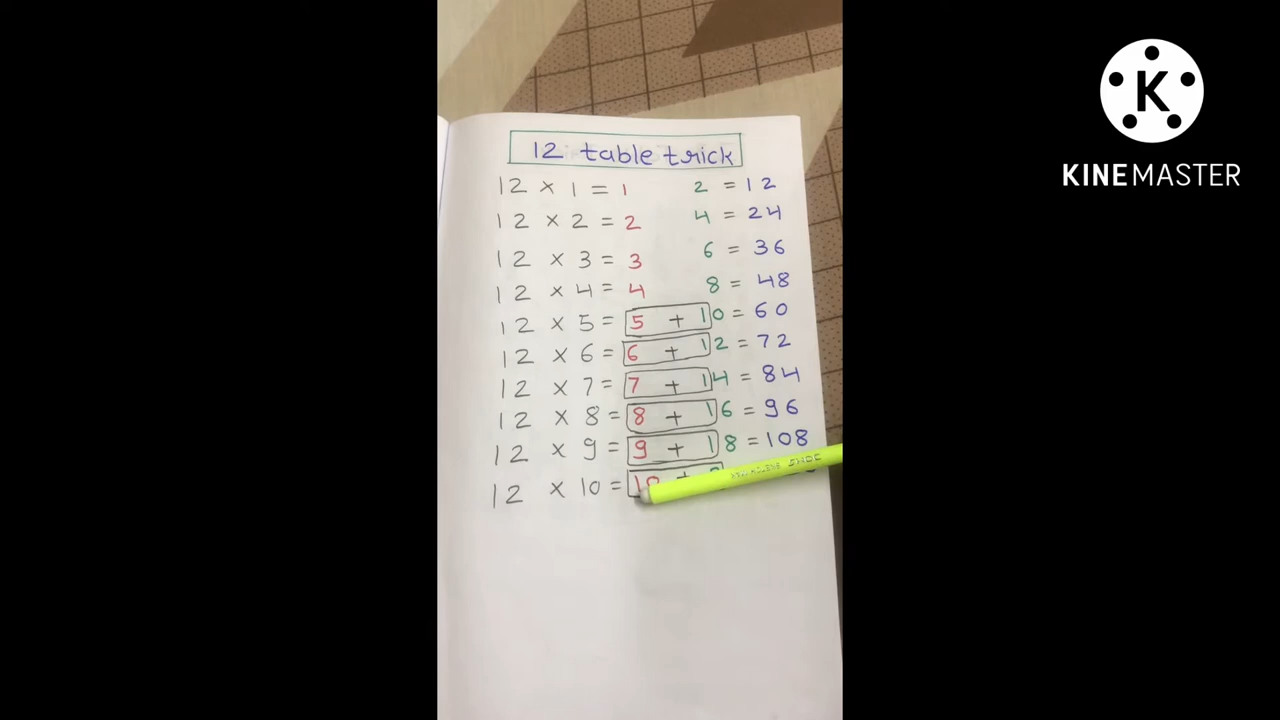 12 table trick
12 × 1 = 1 2 = 12
12 × 2 = 2 4 = 24
12 × 3 = 3 6 = 36
12 × 4 = 4 8 = 48
12 × 5 = 5 + 10 = 60
12 × 6 = 6 + 12 = 72
12 × 7 = 7 + 14 = 84
12 × 8 = 8 + 16 = 96
12 × 9 = 9 + 18 = 108
12 × 10 = 10 +
KINEMASTER